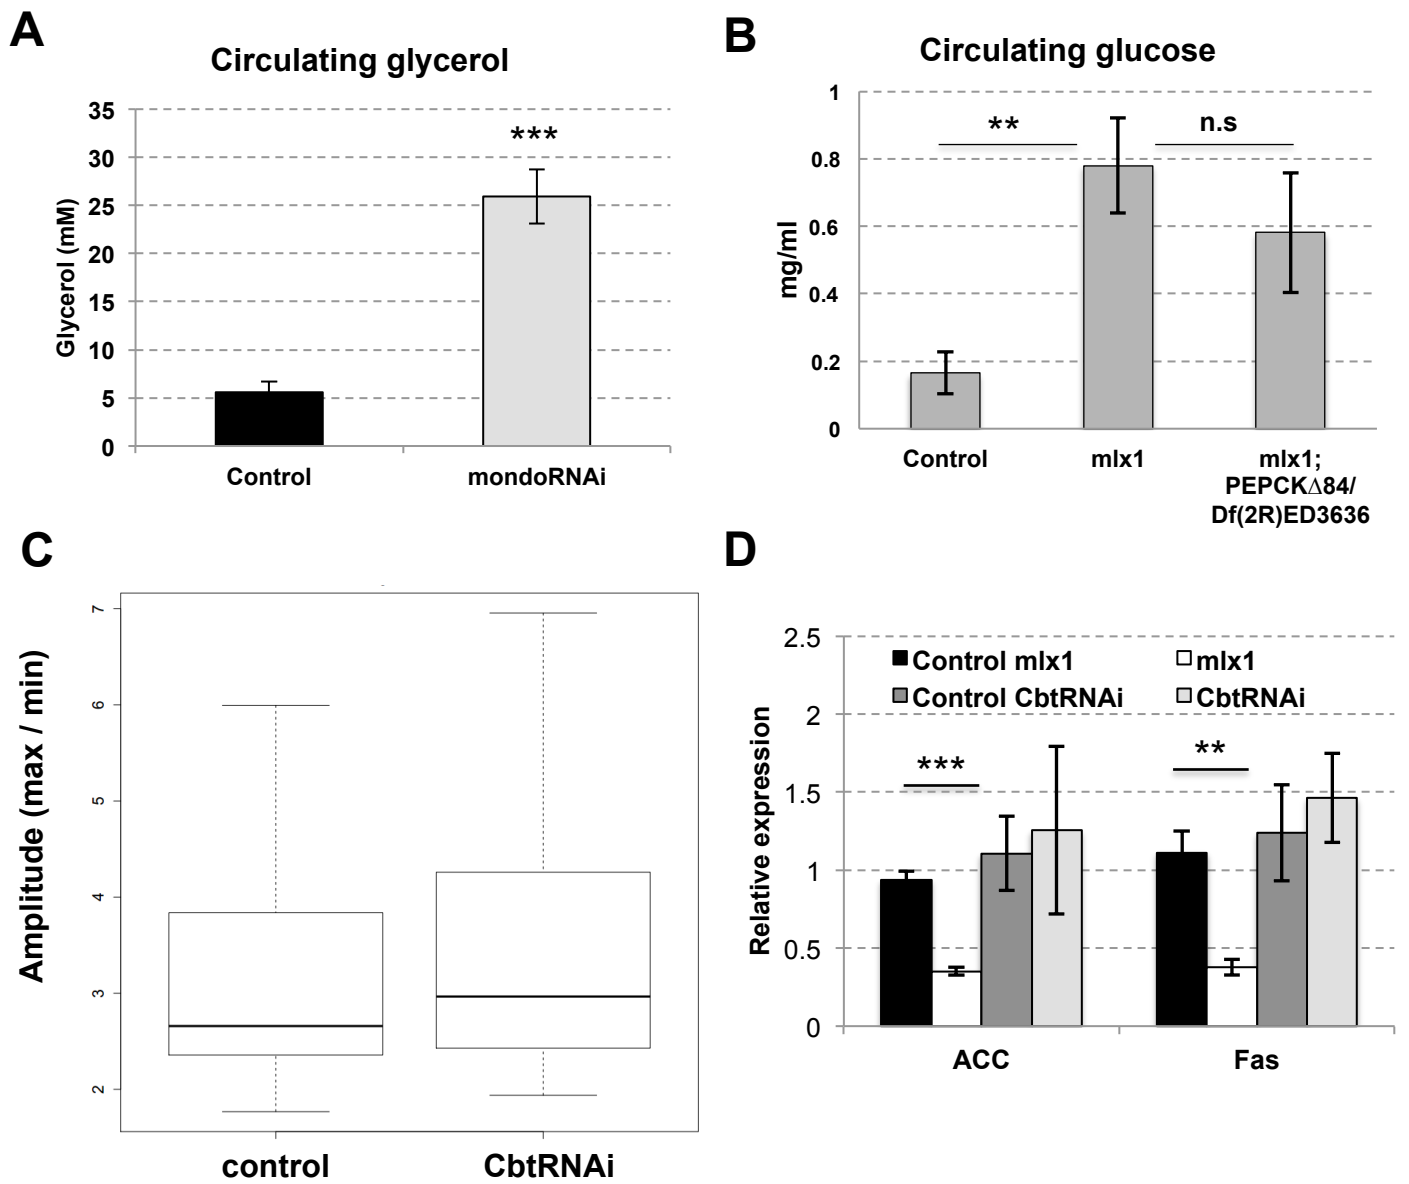 A
Circulating glycerol
Glycerol (mM)
35
30
25
20
15
10
5
0
***
Control
mondoRNAi
B
Circulating glucose
mg/ml
1
0.8
0.6
0.4
0.2
0
**
n.s
Control
mlx1
mlx1;
PEPCKΔ84/
Df(2R)ED3636
C
Amplitude (max / min)
7
6
5
4
3
2
control
CbtRNAi
D
Relative expression
2.5
2
1.5
1
0.5
0
Control mlx1
mlx1
Control CbtRNAi
CbtRNAi
***
**
ACC
Fas